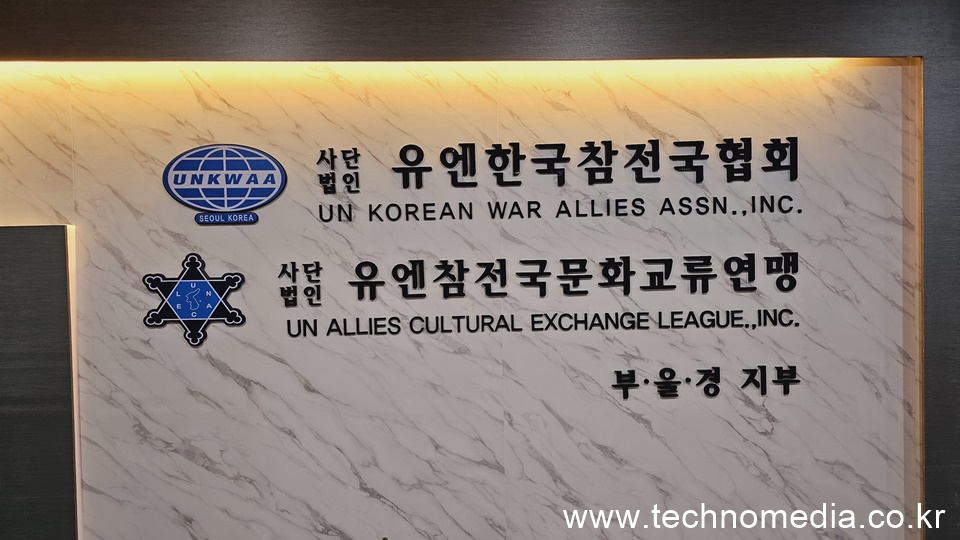 UNKWAA
SEOUL KOREA
사단
법인
유엔한국참전국협회
UN KOREAN WAR ALLIES ASSN.,INC.
UNACEL
사단
법인
유엔참전국문화교류연맹
UN ALLIES CULTURAL EXCHANGE LEAGUE.,INC.
부·울·경 지부
www.technomedia.co.kr